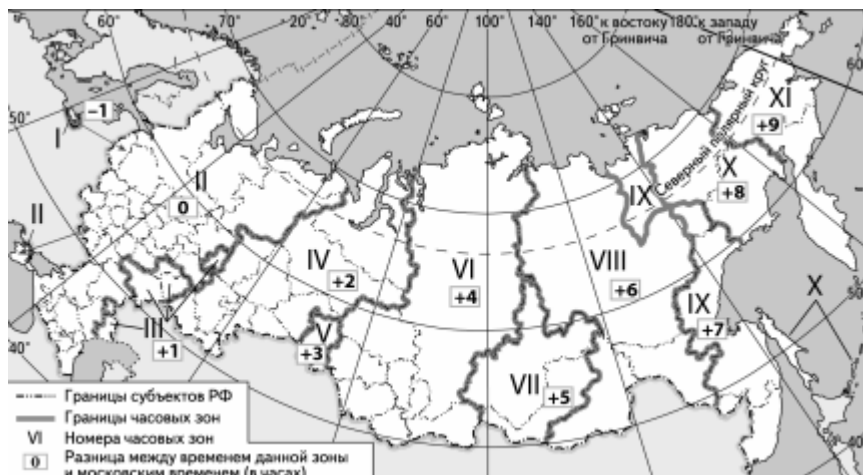 60°
70°
80°
100°
140°
160° к востоку
от Гринвича
180° к западу
от Гринвича
60°
50°
I
−1
Северный полярный круг
XI
+9
II
0
IX
X
+8
II
IV
+2
VI
+4
VIII
+6
X
50°
III
+1
V
+3
IX
+7
40°
VII
+5
40°
Границы субъектов РФ
Границы часовых зон
VI Номера часовых зон
0 Разница между временем данной зоны
и московским временем (в часах)